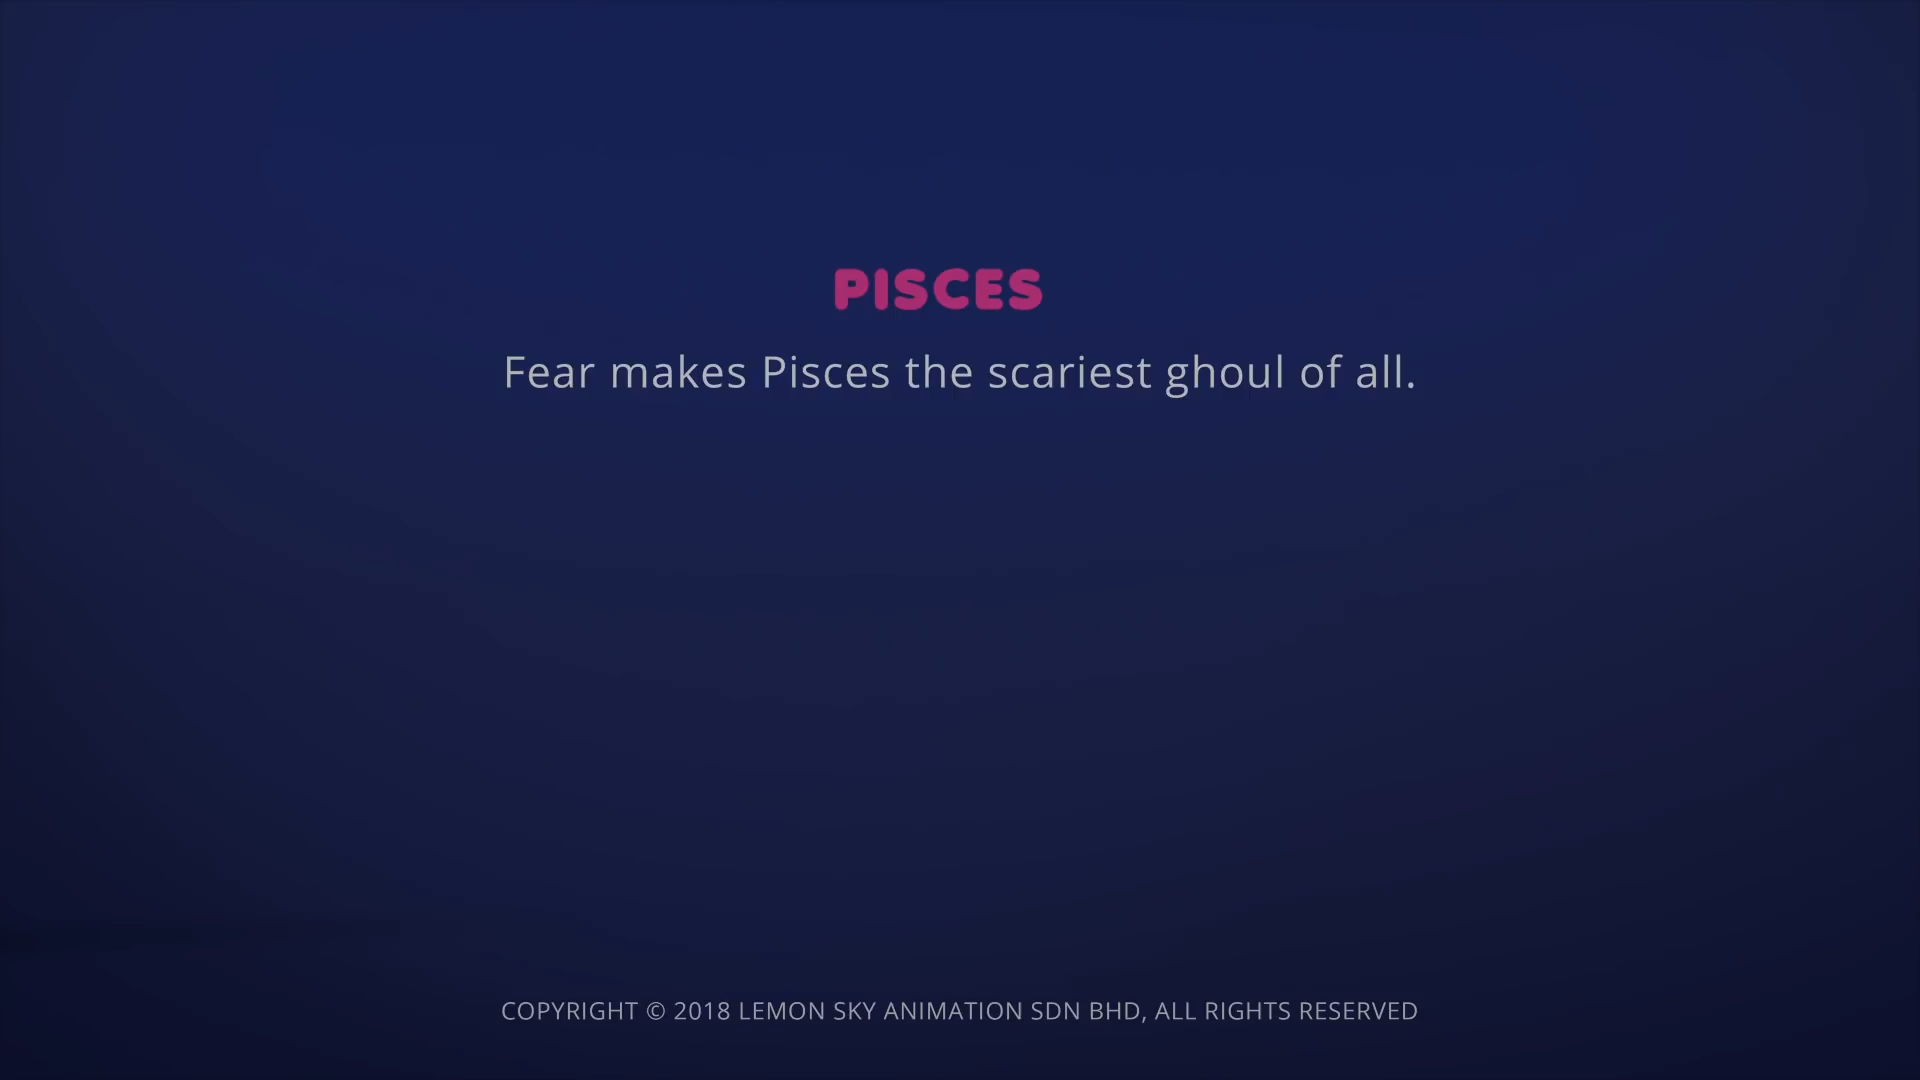 PISCES
Fear makes Pisces the scariest ghoul of all.
COPYRIGHT © 2018 LEMON SKY ANIMATION SDN BHD, ALL RIGHTS RESERVED